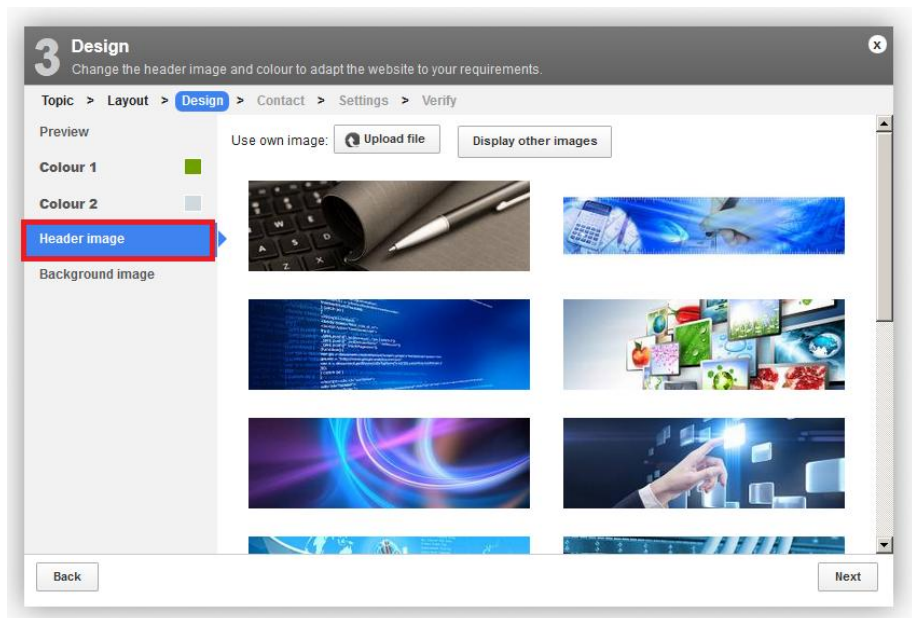 3 Design
Change the header image and colour to adapt the website to your requirements.
Topic > Layout > Design > Contact > Settings > Verify
Preview
Use own image: Upload file Display other images
Colour 1
Colour 2
Header image
Background image
W
A S D
Z X
Back Next